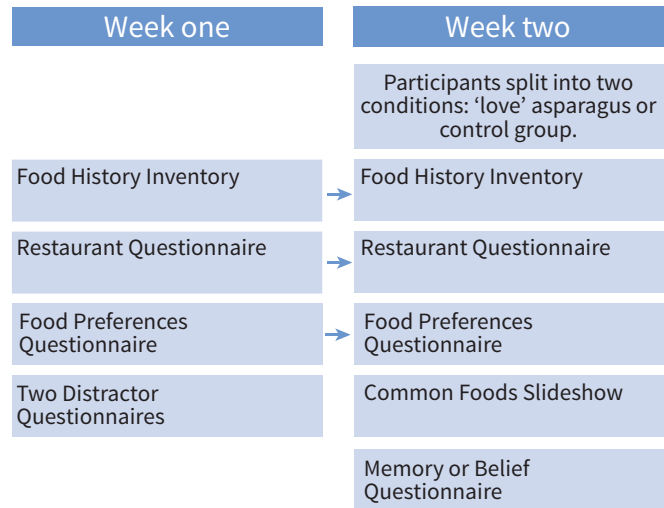 Week one
Week two
Participants split into two
conditions: ‘love’ asparagus or
control group.
Food History Inventory
Food History Inventory
Restaurant Questionnaire
Restaurant Questionnaire
Food Preferences
Questionnaire
Food Preferences
Questionnaire
Two Distractor
Questionnaires
Common Foods Slideshow
Memory or Belief
Questionnaire